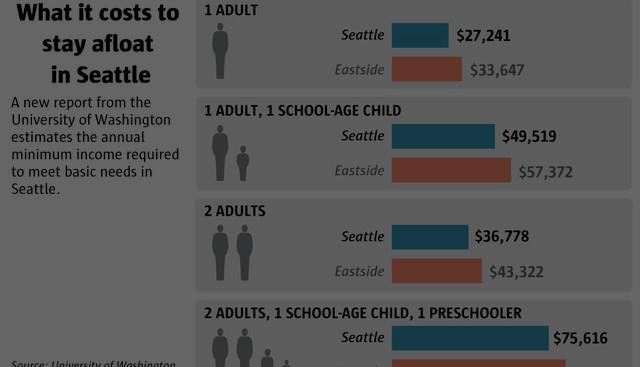 What it costs to
stay afloat
in Seattle
A new report from the
University of Washington
estimates the annual
minimum income required
to meet basic needs in
Seattle.
1 ADULT
Seattle $27,241
Eastside $33,647
1 ADULT, 1 SCHOOL-AGE CHILD
Seattle $49,519
Eastside $57,372
2 ADULTS
Seattle $36,778
Eastside $43,322
2 ADULTS, 1 SCHOOL-AGE CHILD, 1 PRESCHOOLER
Seattle $75,616
Source: University of Washington